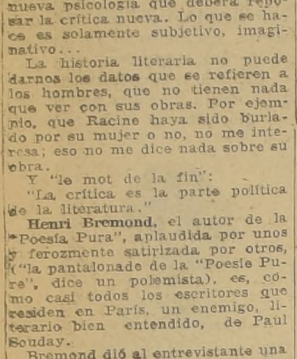 nueva psicología que deberá repo-
sar la crítica nueva. Lo que se ha-
ce es solamente subjetivo, imagi-
nativo...
La historia literaria no puede
darnos los datos que se refieren a
los hombres, que no tienen nada
que ver con sus obras. Por ejem-
plo, que Racine haya sido burla-
do por su mujer o no, no me inte-
resa; eso no me dice nada sobre su
obra.
Y "le mot de la fin":
"La crítica es la parte política
de la literatura."
Henri Bremond, el autor de la
"Poesía Pura", aplaudida por unos
y ferozmente satirizada por otros,
("la pantalonade de la "Poesie Pu-
re", dice un polemista), es, co-
mo casi todos los escritores que
residen en París, un enemigo, li-
terario bien entendido, de Paul
Souday.
Bremond dió al entrevistante una